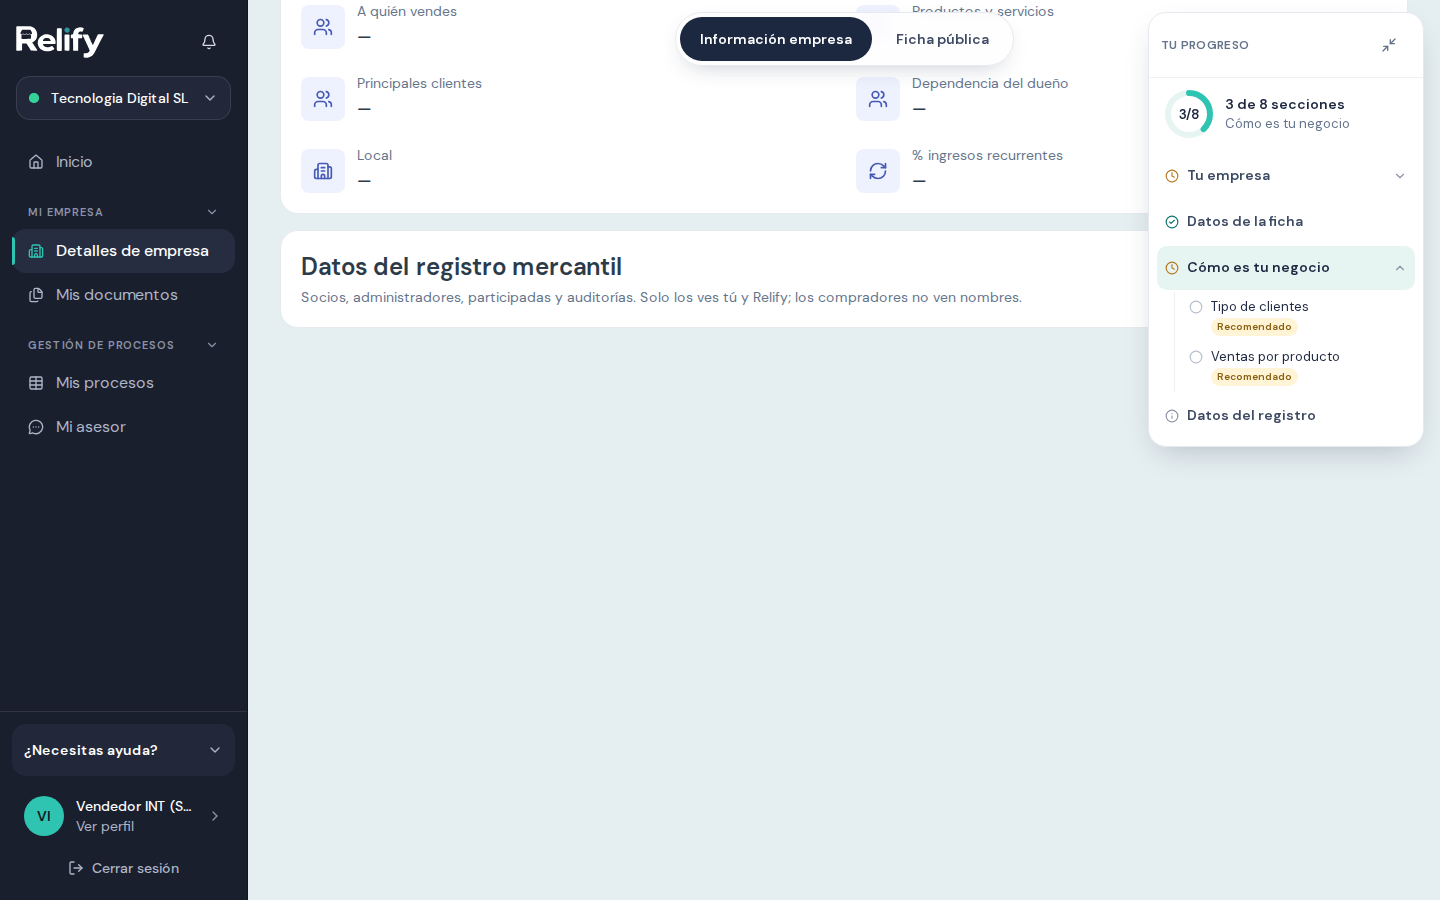 Relify
Tecnologia Digital SL
Inicio
MI EMPRESA
Detalles de empresa
Mis documentos
GESTIÓN DE PROCESOS
Mis procesos
Mi asesor
¿Necesitas ayuda?
VI
Vendedor INT (S...
Ver perfil
Cerrar sesión
Información empresa
Ficha pública
A quién vendes
—
Productos y servicios
Principales clientes
—
Dependencia del dueño
—
Local
—
% ingresos recurrentes
—
Datos del registro mercantil
Socios, administradores, participadas y auditorías. Solo los ves tú y Relify; los compradores no ven nombres.
TU PROGRESO
3/8
3 de 8 secciones
Cómo es tu negocio
Tu empresa
Datos de la ficha
Cómo es tu negocio
Tipo de clientes
Recomendado
Ventas por producto
Recomendado
Datos del registro